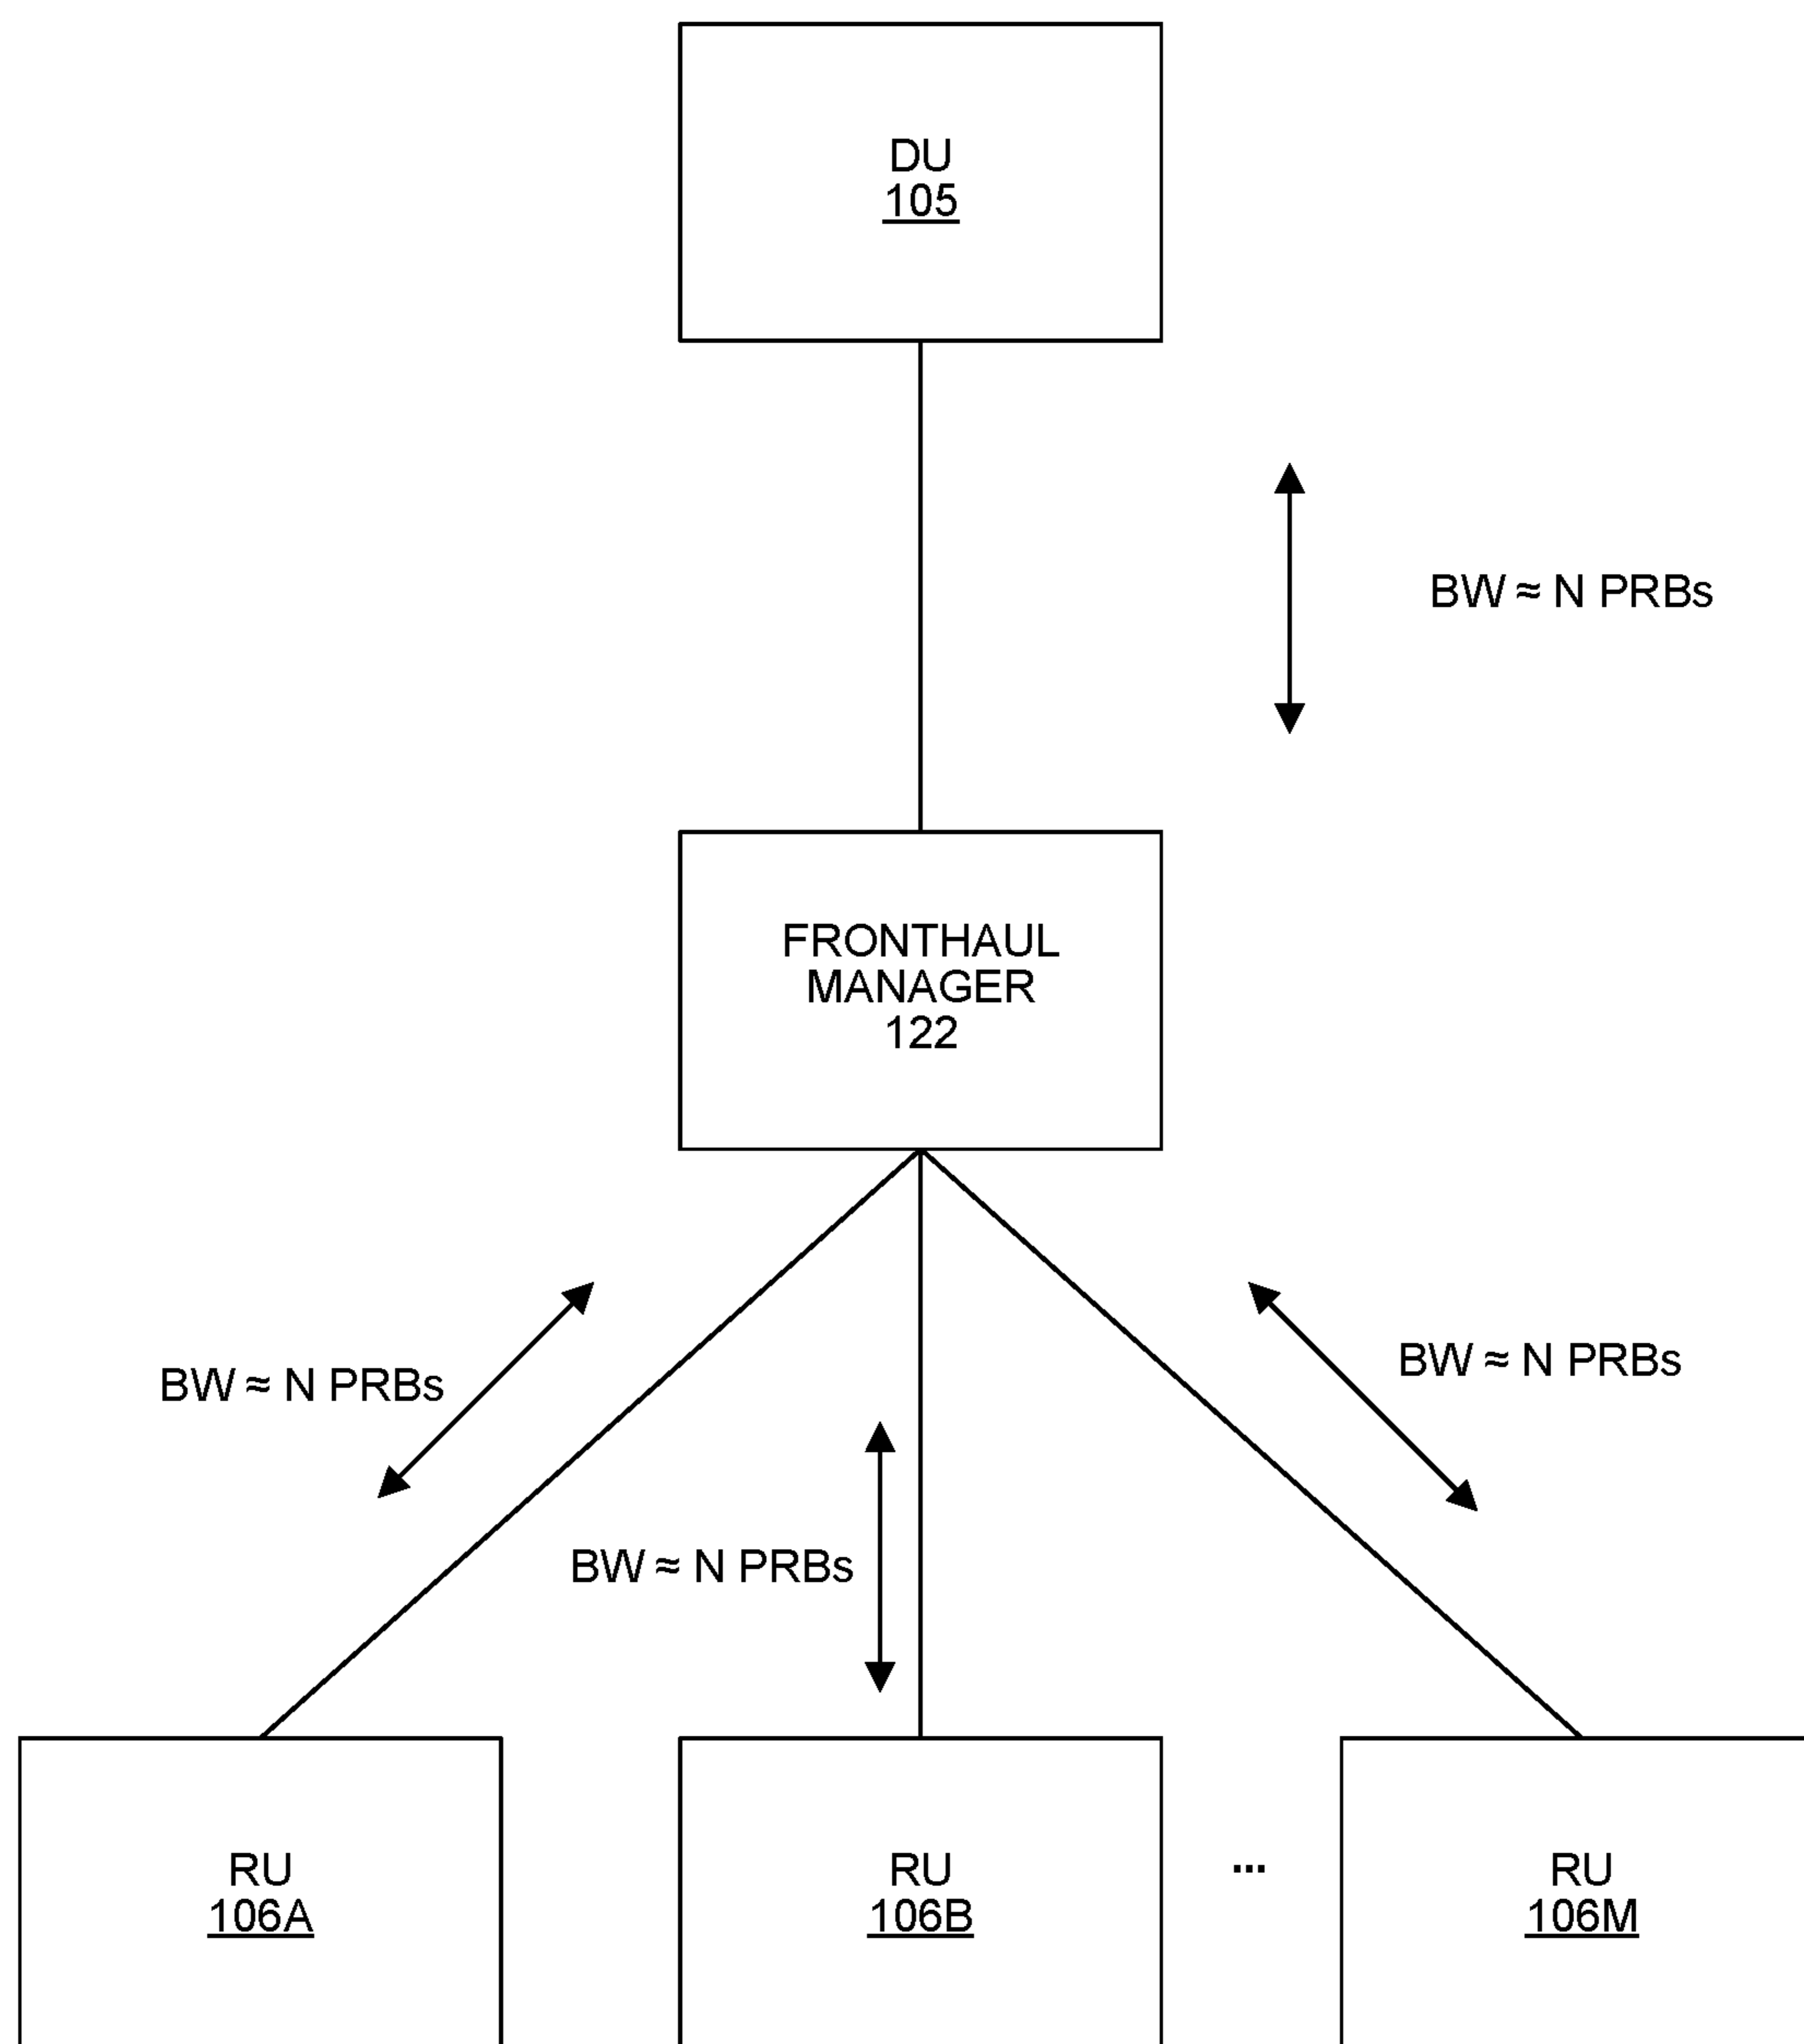 DU
105
BW ≈ N PRBs
FRONTHAUL
MANAGER
122
BW ≈ N PRBs
BW ≈ N PRBs
BW ≈ N PRBs
RU
106A
RU
106B
...
RU
106M